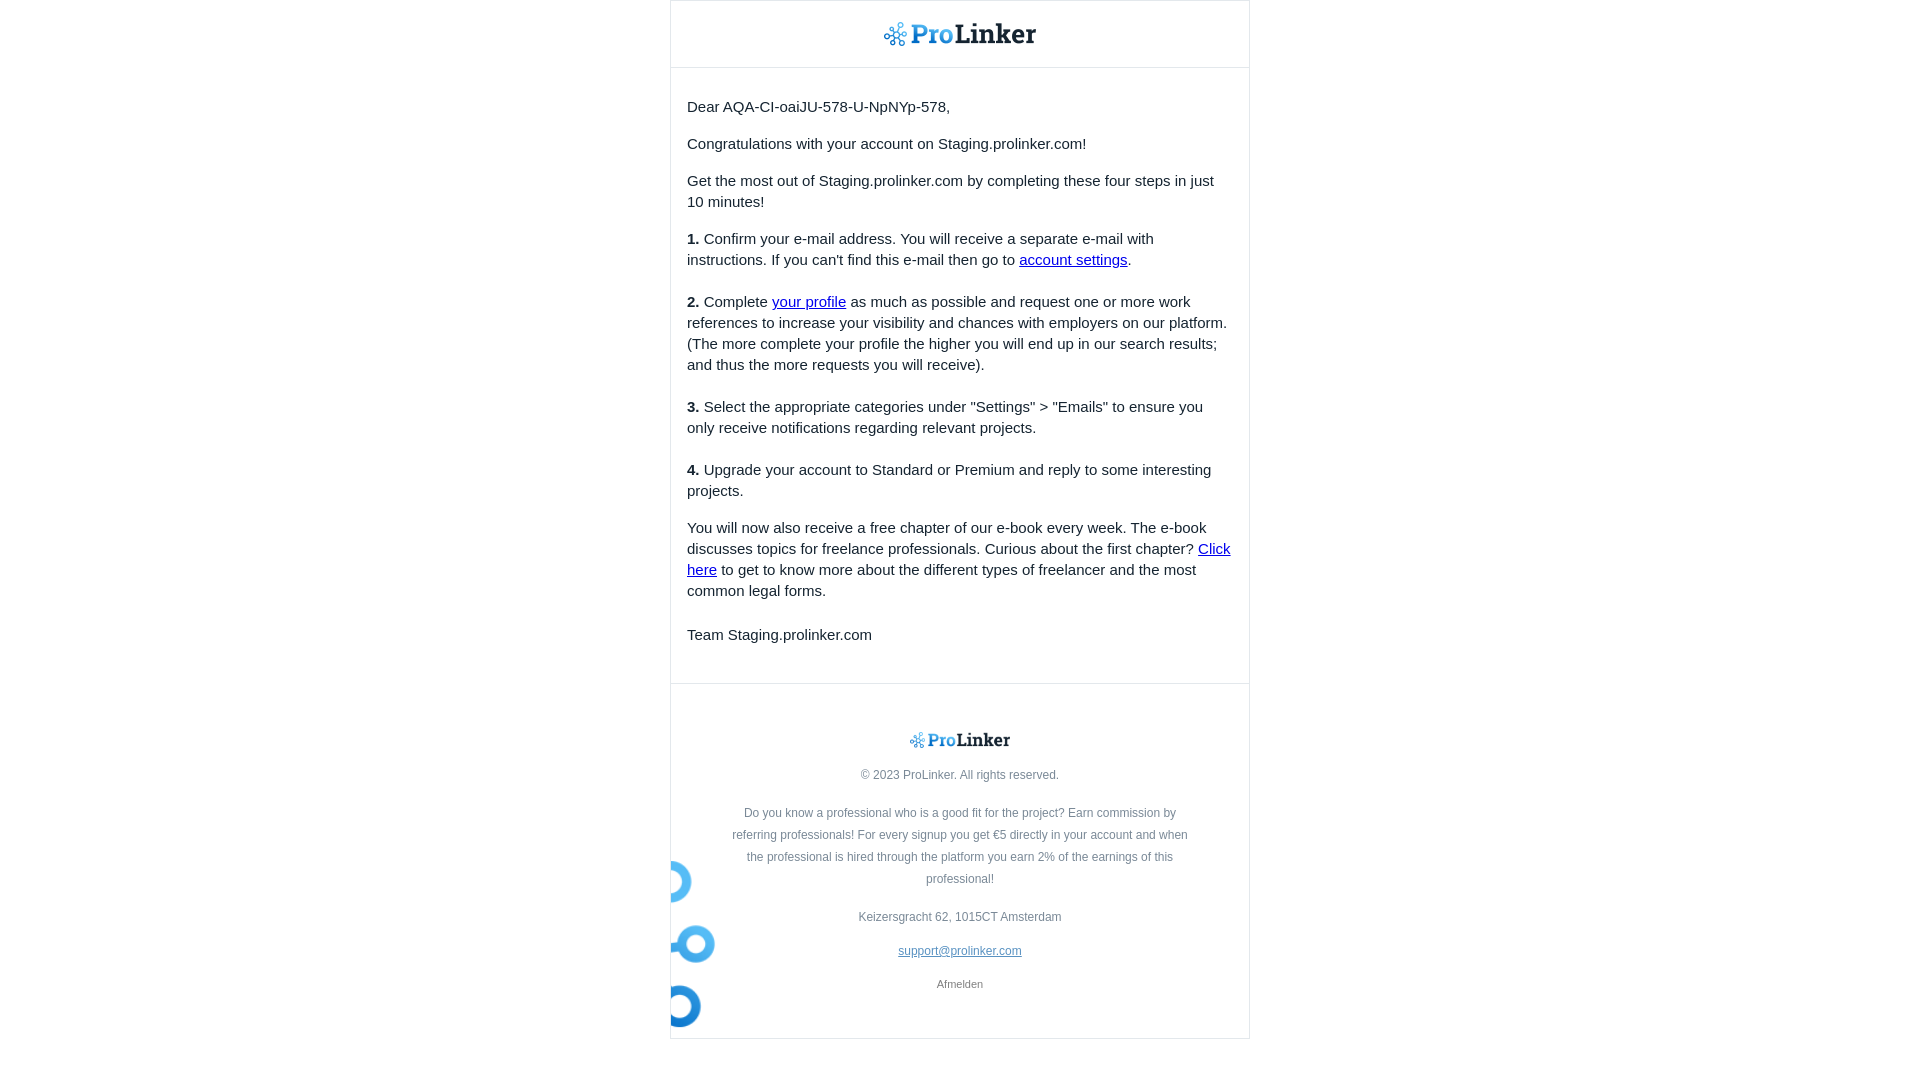 ProLinker
Dear AQA-CI-oaiJU-578-U-NpNYp-578,
Congratulations with your account on Staging.prolinker.com!
Get the most out of Staging.prolinker.com by completing these four steps in just
10 minutes!
1. Confirm your e-mail address. You will receive a separate e-mail with
instructions. If you can't find this e-mail then go to account settings.
2. Complete your profile as much as possible and request one or more work
references to increase your visibility and chances with employers on our platform.
(The more complete your profile the higher you will end up in our search results;
and thus the more requests you will receive).
3. Select the appropriate categories under "Settings" > "Emails" to ensure you
only receive notifications regarding relevant projects.
4. Upgrade your account to Standard or Premium and reply to some interesting
projects.
You will now also receive a free chapter of our e-book every week. The e-book
discusses topics for freelance professionals. Curious about the first chapter? Click
here to get to know more about the different types of freelancer and the most
common legal forms.
Team Staging.prolinker.com
ProLinker
© 2023 ProLinker. All rights reserved.
Do you know a professional who is a good fit for the project? Earn commission by
referring professionals! For every signup you get €5 directly in your account and when
the professional is hired through the platform you earn 2% of the earnings of this
professional!
Keizersgracht 62, 1015CT Amsterdam
support@prolinker.com
Afmelden